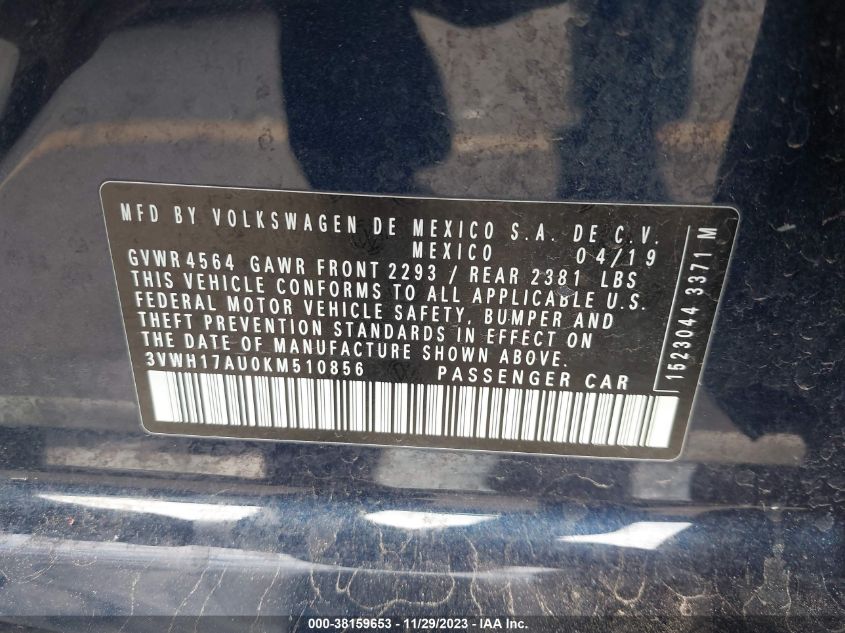 MFD BY VOLKSWAGEN DE MEXICO S.A. DE C.V.
MEXICO 04/19
GVWR 4564 GAWR FRONT 2293 / REAR 2381 LBS
THIS VEHICLE CONFORMS TO ALL APPLICABLE U.S.
FEDERAL MOTOR VEHICLE SAFETY, BUMPER AND
THEFT PREVENTION STANDARDS IN EFFECT ON
THE DATE OF MANUFACTURE SHOWN ABOVE.
3VWH17AU0KM510856 PASSENGER CAR
1523044 3371 M
000-38159653 — 11/29/2023 — IAA Inc.